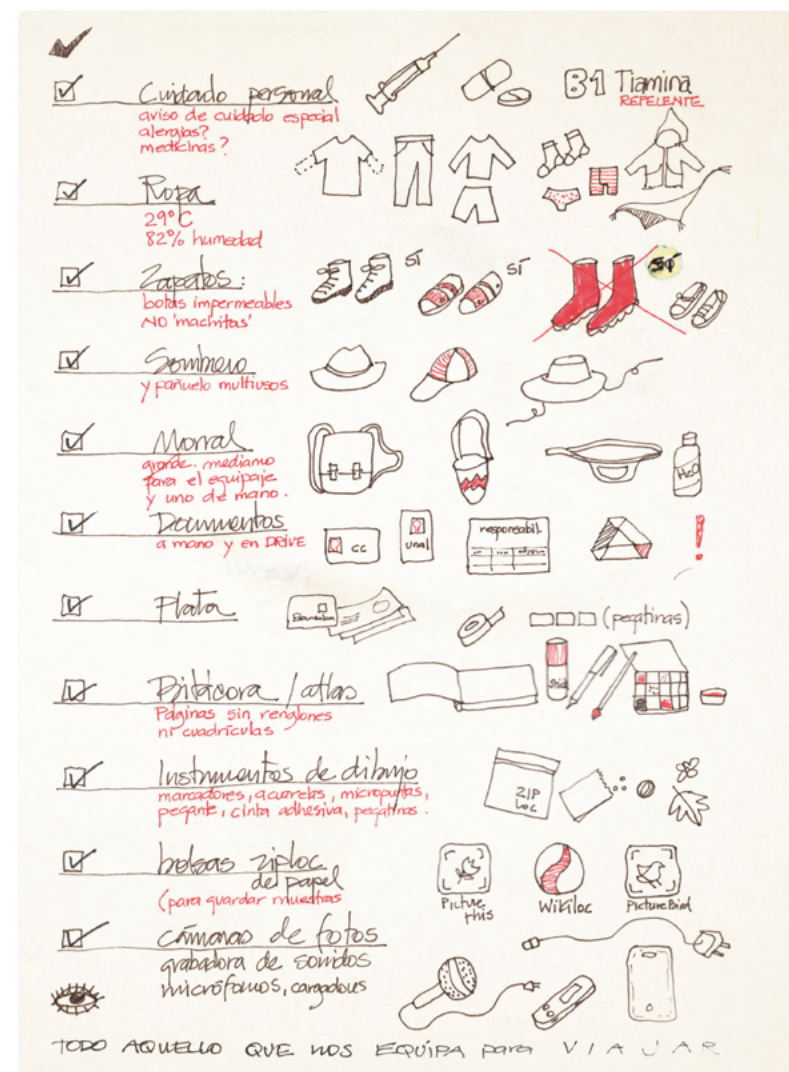 Cuidado personal
aviso de cuidado especial
alergias?
medicinas?
B1 Tiamina
REPELENTE
Ropa
29°C
82% humedad
Zapatos:
botas impermeables
NO 'machitas'
SÍ
SÍ
SÍ
Sombrero
y pañuelo multiusos
Morral
grande.. mediano
para el equipaje
y uno de mano.
H2O
Documentos
a mano y en DRIVE
cc
unal
responsabil.
!
Plata
(pegatinas)
Bitácora / atlas
Páginas sin renglones
ni cuadrículas
Instrumentos de dibujo
marcadores, acuarelas, micropuntas,
pegante, cinta adhesiva, pegatinas.
ZIP
Loc
bolsas ziploc
de papel
(para guardar muestras
Picture
this
Wikiloc
Picture Bird
cámaras de fotos
grabadora de sonidos
micrófonos, cargadores
TODO AQUELLO QUE NOS EQUIPA para VIAJAR